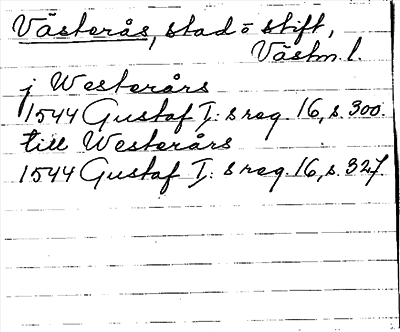 Västerås, stad o stift,
Västm. l.
j Westerårs
1544 Gustaf I:s reg. 16, s. 300.
till Westerårs
1544 Gustaf I:s reg. 16, s. 327.